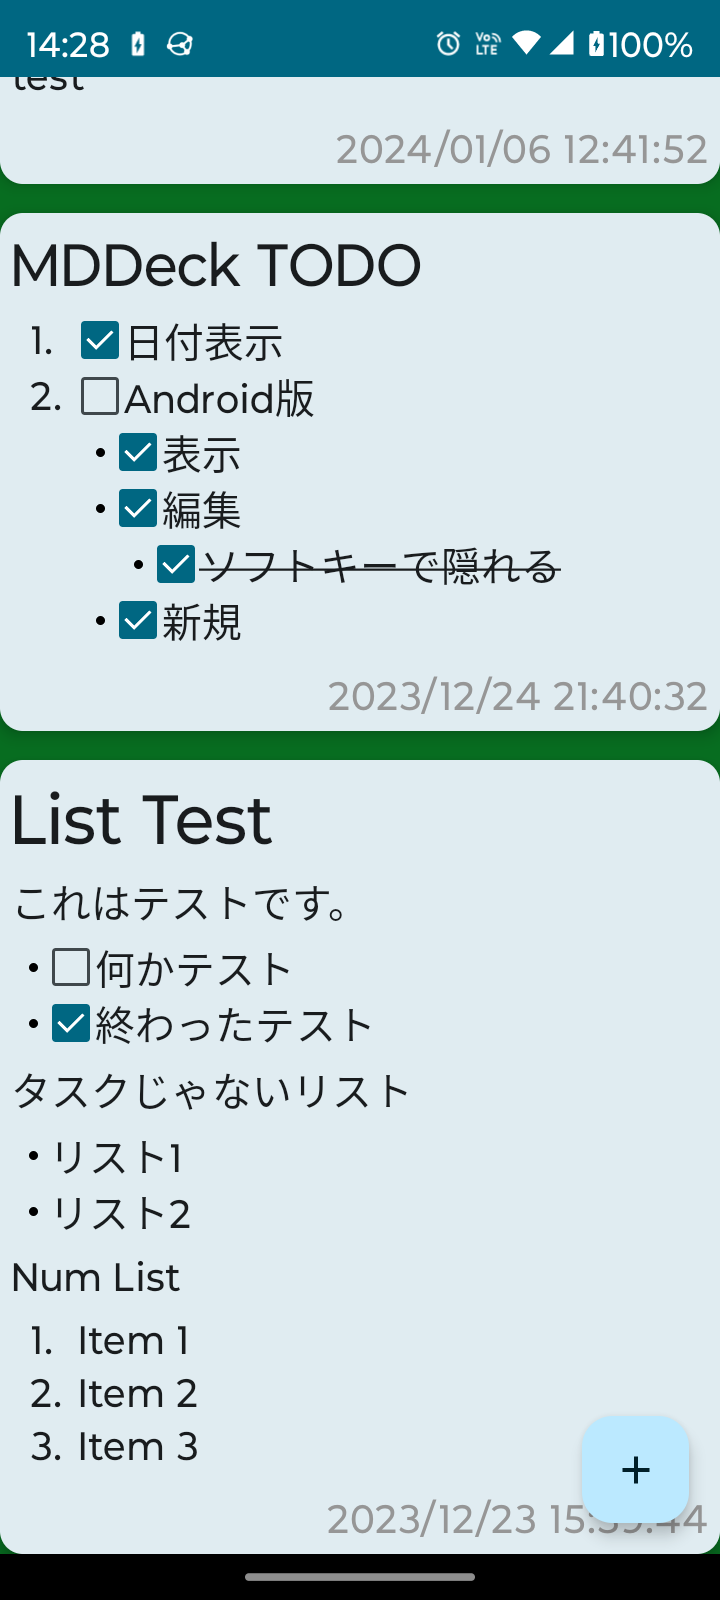 14:28
Vo LTE
100%
test
2024/01/06 12:41:52
MDDeck TODO
1. 日付表示
2. Android版
・表示
・編集
・ソフトキーで隠れる
・新規
2023/12/24 21:40:32
List Test
これはテストです。
・何かテスト
・終わったテスト
タスクじゃないリスト
・リスト1
・リスト2
Num List
1. Item 1
2. Item 2
3. Item 3
2023/12/23